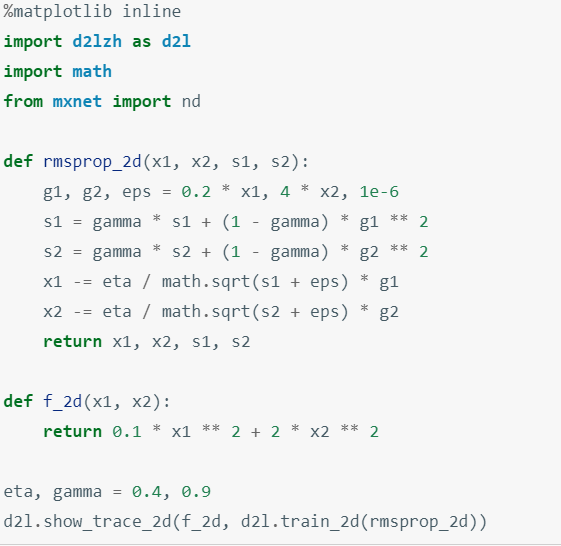 %matplotlib inline
import d2lzh as d2l
import math
from mxnet import nd
def rmsprop_2d(x1, x2, s1, s2):
    g1, g2, eps = 0.2 * x1, 4 * x2, 1e-6
    s1 = gamma * s1 + (1 - gamma) * g1 ** 2
    s2 = gamma * s2 + (1 - gamma) * g2 ** 2
    x1 -= eta / math.sqrt(s1 + eps) * g1
    x2 -= eta / math.sqrt(s2 + eps) * g2
    return x1, x2, s1, s2
def f_2d(x1, x2):
    return 0.1 * x1 ** 2 + 2 * x2 ** 2
eta, gamma = 0.4, 0.9
d2l.show_trace_2d(f_2d, d2l.train_2d(rmsprop_2d))